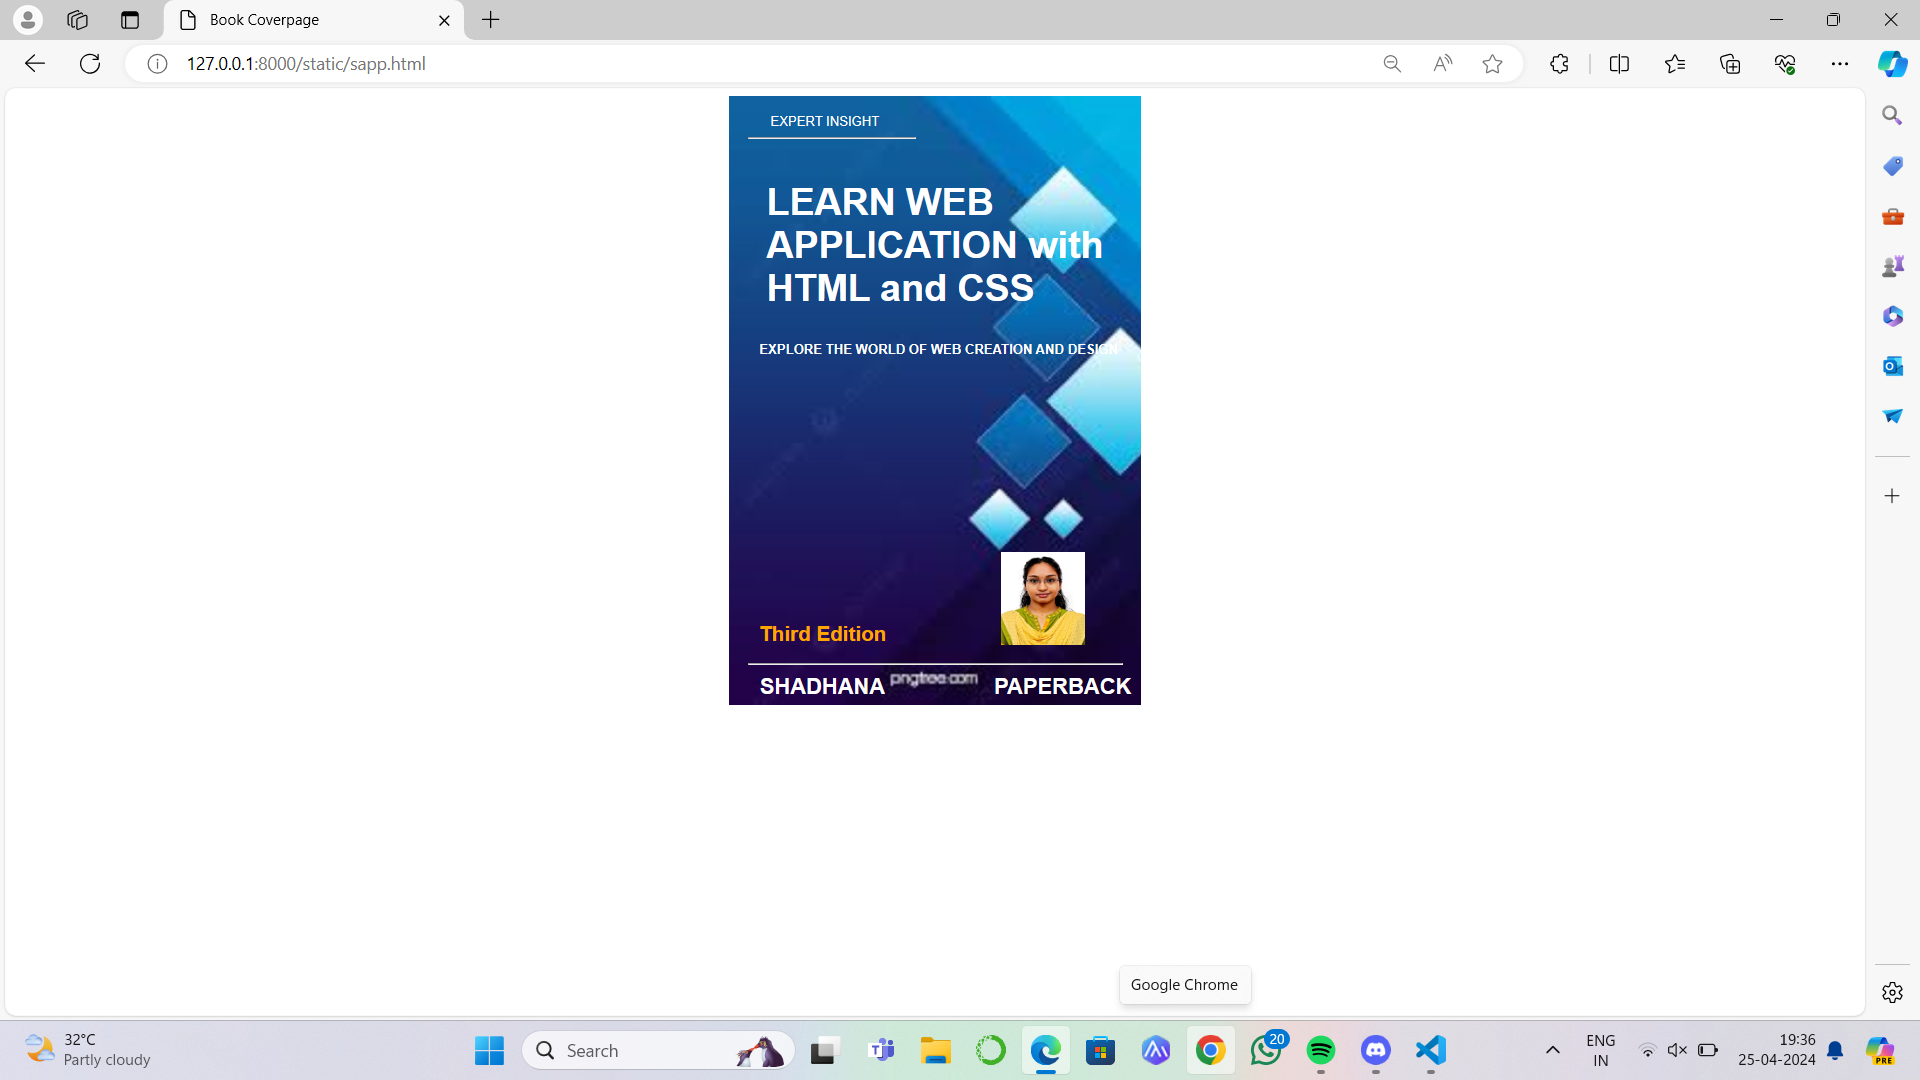 Book Coverpage
127.0.0.1:8000/static/sapp.html
EXPERT INSIGHT
LEARN WEB
APPLICATION with
HTML and CSS
EXPLORE THE WORLD OF WEB CREATION AND DESIGN
Third Edition
SHADHANA pngtree.com PAPERBACK
Google Chrome
32°C
Partly cloudy
Search
20
ENG
IN
19:36
25-04-2024
PRE